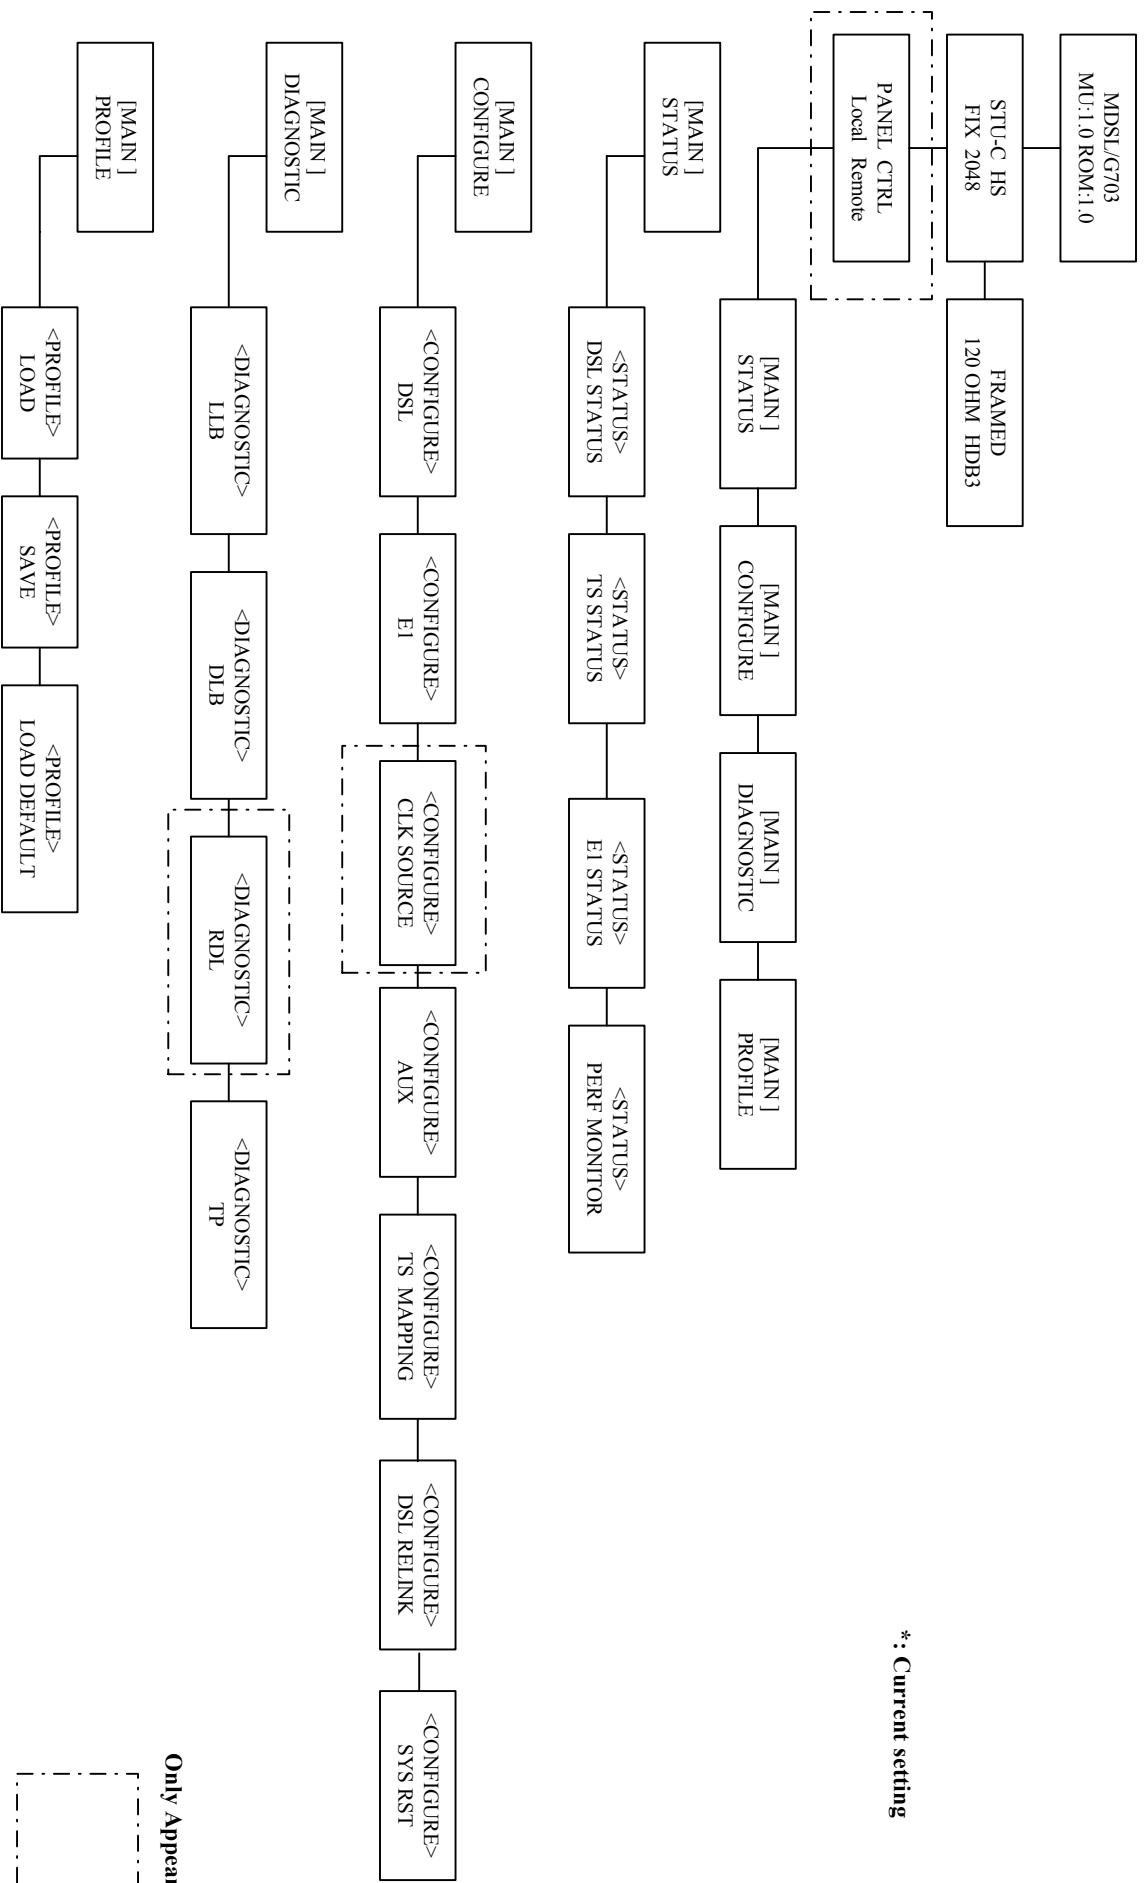 MDSL/G703
MU:1.0 ROM:1.0
STU-C HS
FIX 2048
FRAMED
120 OHM HDB3
PANEL CTRL
Local Remote
*: Current setting
[MAIN ]
STATUS
[MAIN ]
CONFIGURE
[MAIN ]
DIAGNOSTIC
[MAIN ]
PROFILE
[MAIN ]
STATUS
<STATUS>
DSL STATUS
<STATUS>
TS STATUS
<STATUS>
E1 STATUS
<STATUS>
PERF MONITOR
[MAIN ]
CONFIGURE
<CONFIGURE>
DSL
<CONFIGURE>
E1
<CONFIGURE>
CLK SOURCE
<CONFIGURE>
AUX
<CONFIGURE>
TS MAPPING
<CONFIGURE>
DSL RELINK
<CONFIGURE>
SYS RST
[MAIN ]
DIAGNOSTIC
<DIAGNOSTIC>
LLB
<DIAGNOSTIC>
DLB
<DIAGNOSTIC>
RDL
<DIAGNOSTIC>
TP
Only Appear
[MAIN ]
PROFILE
<PROFILE>
LOAD
<PROFILE>
SAVE
<PROFILE>
LOAD DEFAULT